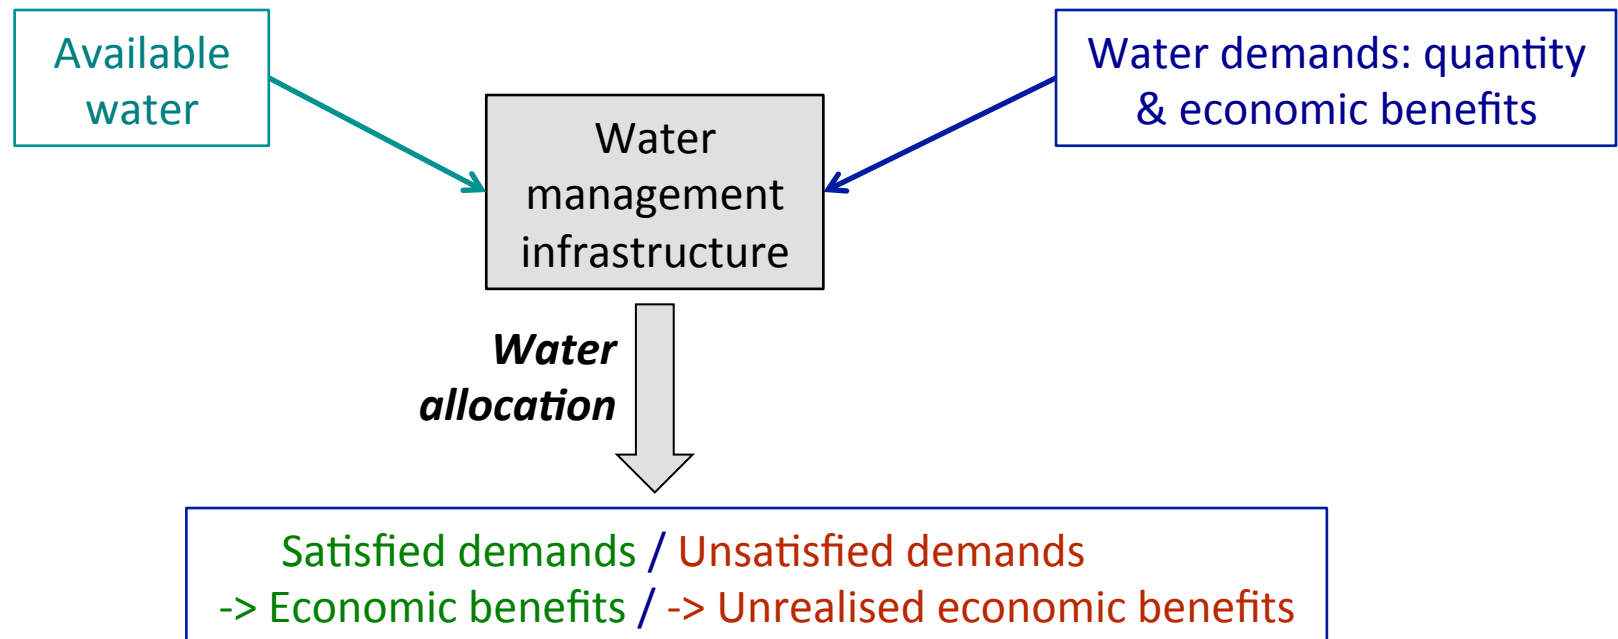 Available
water
Water demands: quantity
& economic benefits
Water
management
infrastructure
Water
allocation
Satisfied demands / Unsatisfied demands
-> Economic benefits / -> Unrealised economic benefits